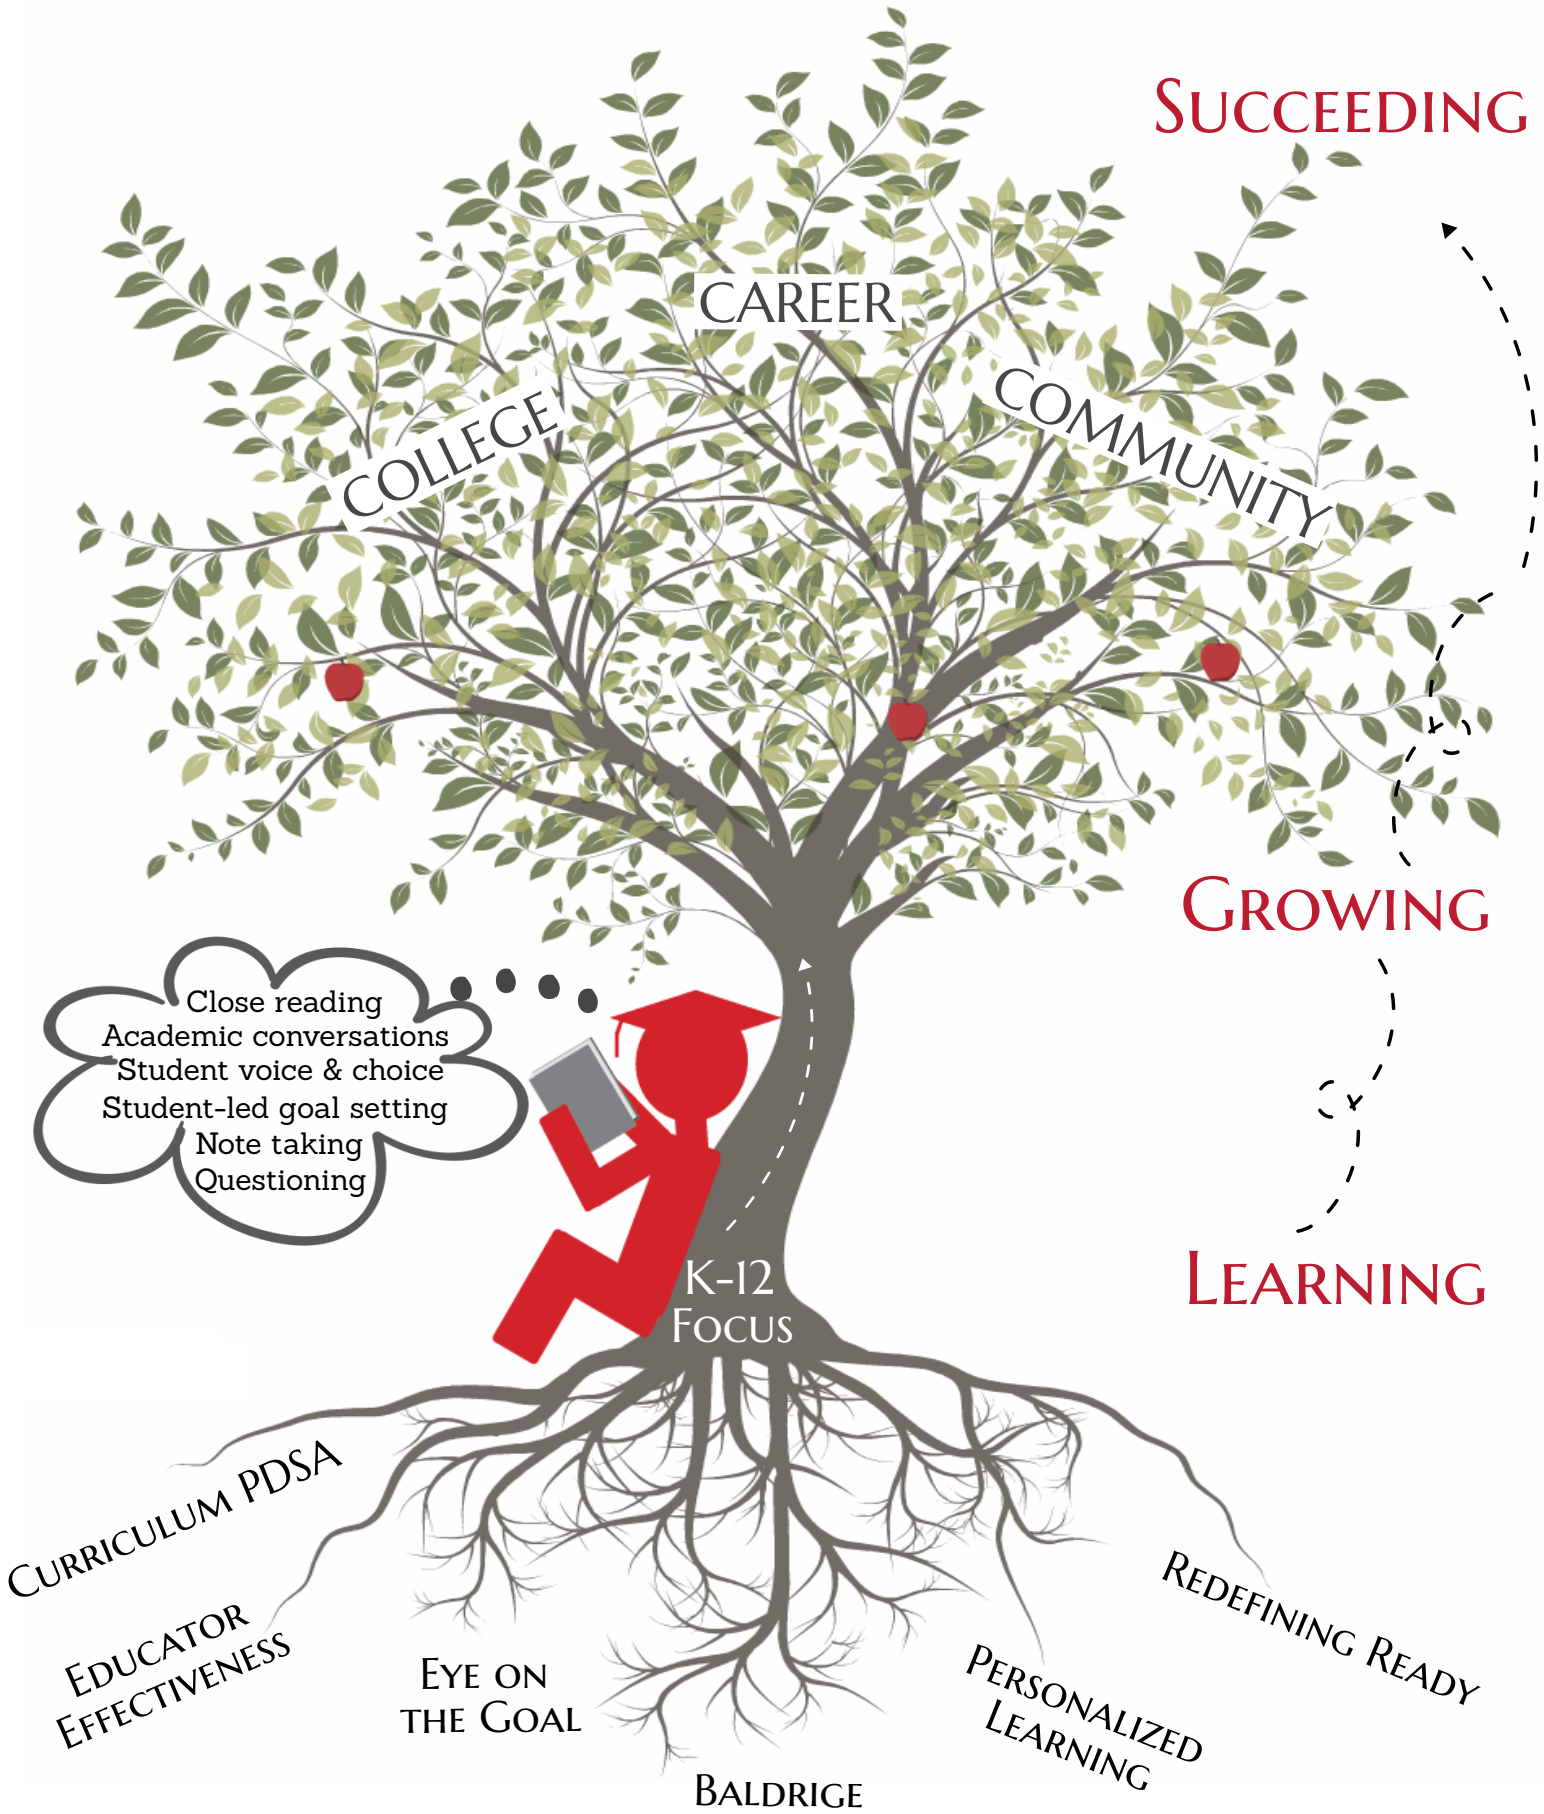 SUCCEEDING
CAREER
COLLEGE
COMMUNITY
GROWING
Close reading
Academic conversations
Student voice & choice
Student-led goal setting
Note taking
Questioning
LEARNING
K-12
FOCUS
CURRICULUM PDSA
EDUCATOR
EFFECTIVENESS
EYE ON
THE GOAL
BALDRIGE
PERSONALIZED
LEARNING
REDEFINING READY